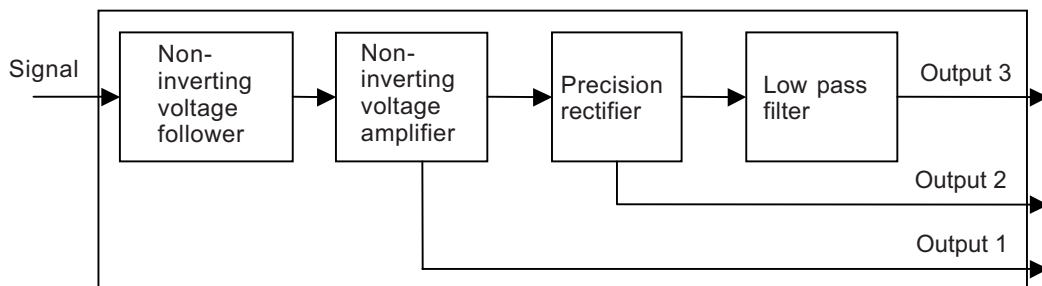 Signal
Non-
inverting
voltage
follower
Non-
inverting
voltage
amplifier
Precision
rectifier
Low pass
filter
Output 3
Output 2
Output 1